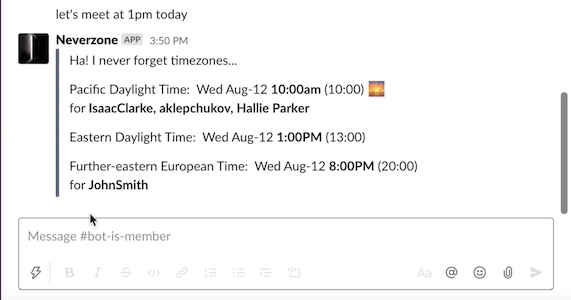 let's meet at 1pm today
Neverzone APP 3:50 PM
Ha! I never forget timezones...
Pacific Daylight Time: Wed Aug-12 10:00am (10:00)
for IsaacClarke, aklepchukov, Hallie Parker
Eastern Daylight Time: Wed Aug-12 1:00PM (13:00)
Further-eastern European Time: Wed Aug-12 8:00PM (20:00)
for JohnSmith
Message #bot-is-member
B I S </> Aa @